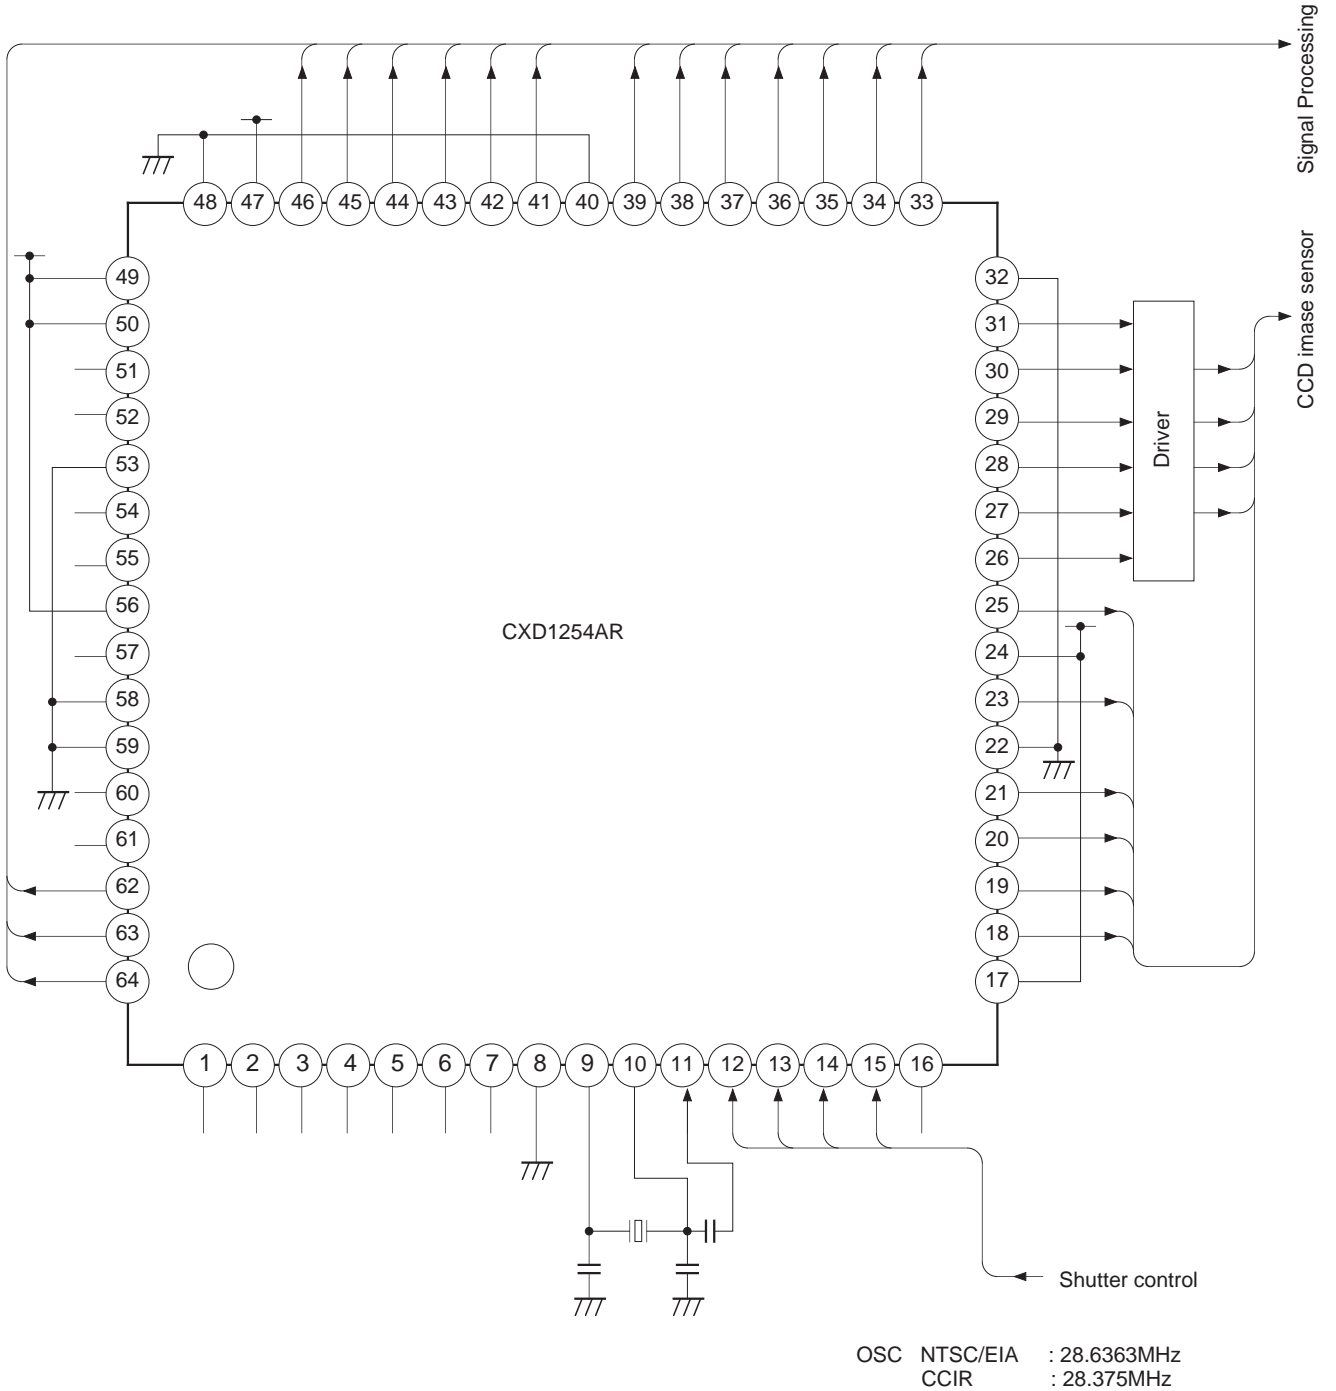 Signal Processing
48 47 46 45 44 43 42 41 40 39 38 37 36 35 34 33
CCD imase sensor
49 32
50 31
51 30
52 29
Driver
53 28
54 27
55 26
56 25
CXD1254AR
57 24
58 23
59 22
60 21
61 20
62 19
63 18
64 17
1 2 3 4 5 6 7 8 9 10 11 12 13 14 15 16
Shutter control
OSC NTSC/EIA : 28.6363MHz
CCIR : 28.375MHz